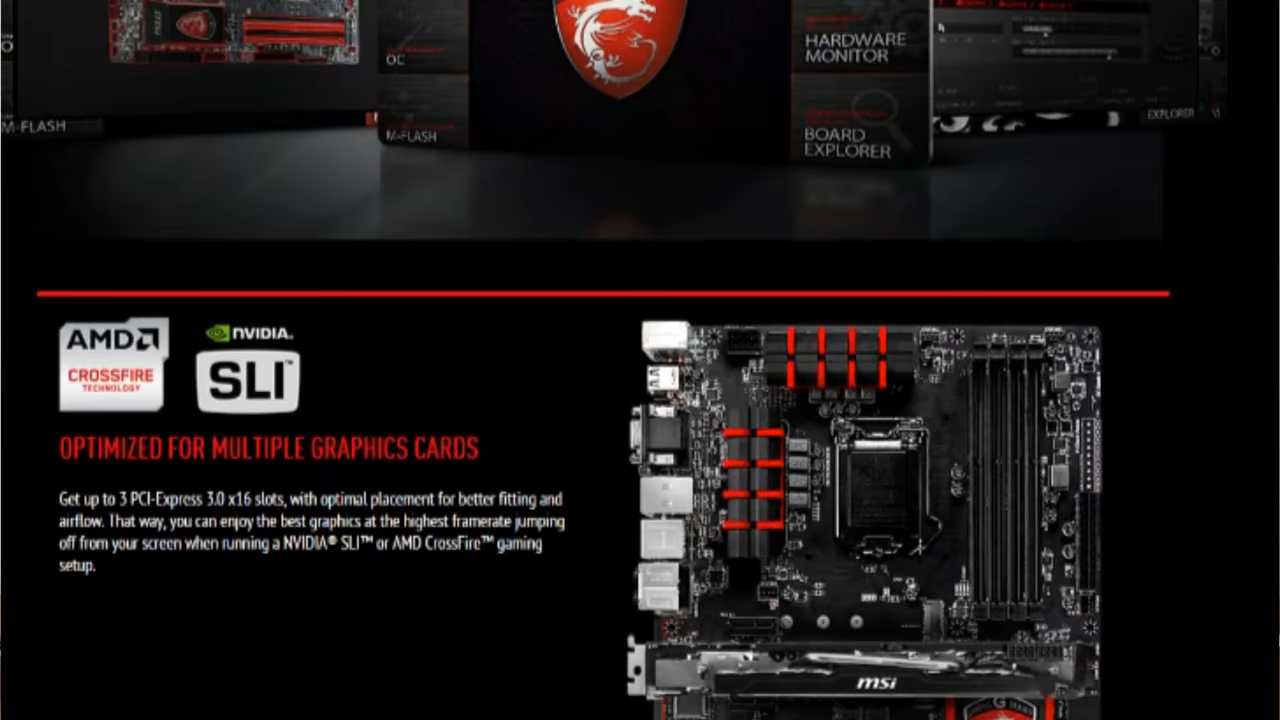 OC
HARDWARE
MONITOR
M-FLASH
M-FLASH
BOARD
EXPLORER
EXPLORER
AMD
CROSSFIRE
TECHNOLOGY
NVIDIA.
SLI™
OPTIMIZED FOR MULTIPLE GRAPHICS CARDS
Get up to 3 PCI-Express 3.0 x16 slots, with optimal placement for better fitting and
airflow. That way, you can enjoy the best graphics at the highest framerate jumping
off from your screen when running a NVIDIA® SLI™ or AMD CrossFire™ gaming
setup.
msi
GAMING G SERIES